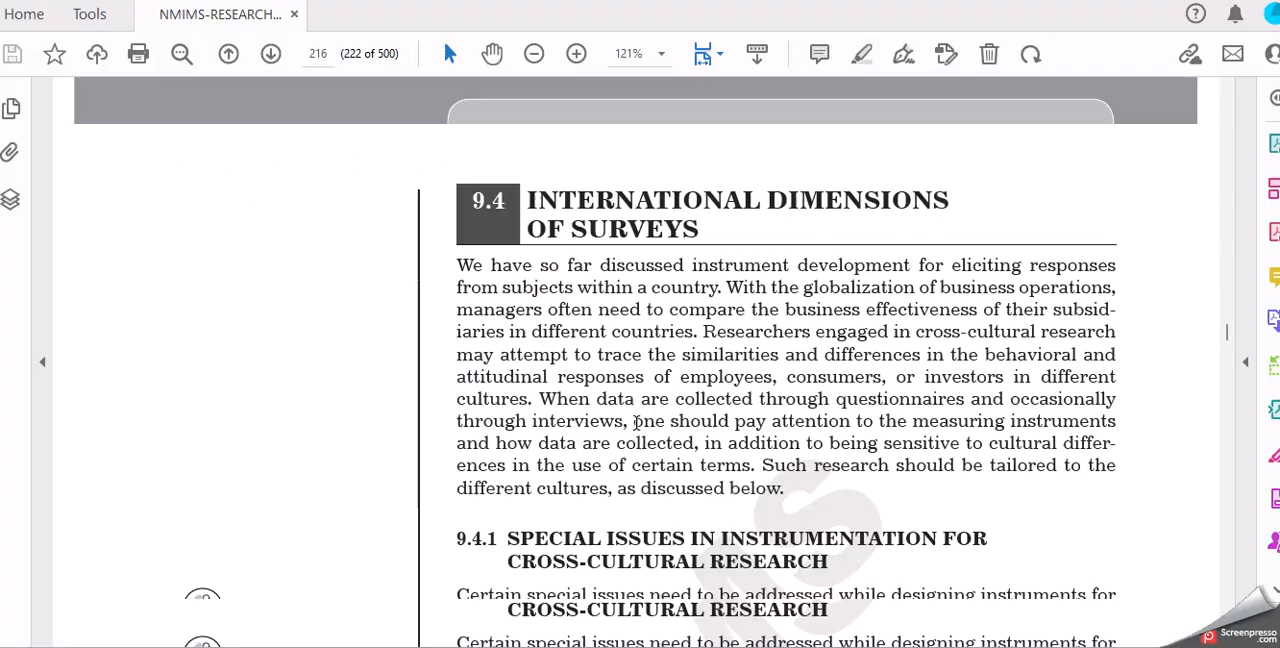 Home
Tools
NMIMS-RESEARCH... ×
216 (222 of 500)
121%
9.4 INTERNATIONAL DIMENSIONS
OF SURVEYS
We have so far discussed instrument development for eliciting responses
from subjects within a country. With the globalization of business operations,
managers often need to compare the business effectiveness of their subsid-
iaries in different countries. Researchers engaged in cross-cultural research
may attempt to trace the similarities and differences in the behavioral and
attitudinal responses of employees, consumers, or investors in different
cultures. When data are collected through questionnaires and occasionally
through interviews, one should pay attention to the measuring instruments
and how data are collected, in addition to being sensitive to cultural differ-
ences in the use of certain terms. Such research should be tailored to the
different cultures, as discussed below.
9.4.1 SPECIAL ISSUES IN INSTRUMENTATION FOR
CROSS-CULTURAL RESEARCH
Certain special issues need to be addressed while designing instruments for
CROSS-CULTURAL RESEARCH
Certain special issues need to be addressed while designing instruments for
Screenpresso
.com